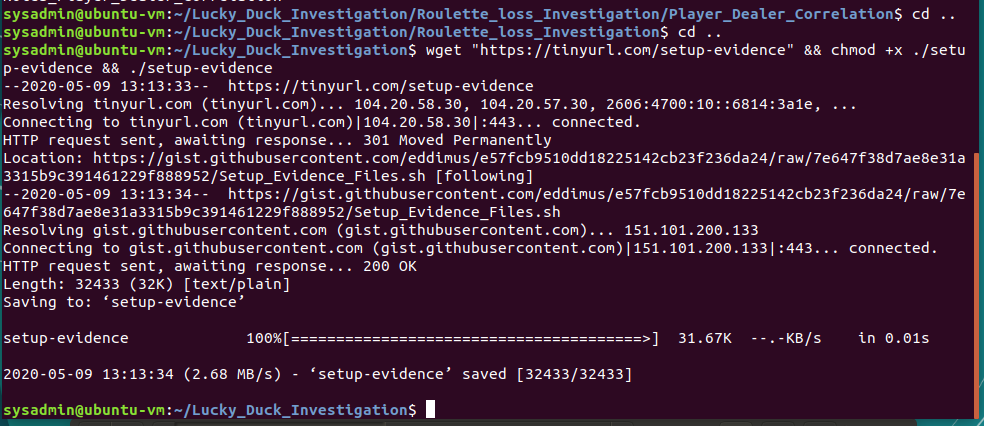 sysadmin@ubuntu-vm:~/Lucky_Duck_Investigation/Roulette_loss_Investigation/Player_Dealer_Correlation$ cd ..
sysadmin@ubuntu-vm:~/Lucky_Duck_Investigation/Roulette_loss_Investigation$ cd ..
sysadmin@ubuntu-vm:~/Lucky_Duck_Investigation$ wget "https://tinyurl.com/setup-evidence" && chmod +x ./setu
p-evidence && ./setup-evidence
--2020-05-09 13:13:33--  https://tinyurl.com/setup-evidence
Resolving tinyurl.com (tinyurl.com)... 104.20.58.30, 104.20.57.30, 2606:4700:10::6814:3a1e, ...
Connecting to tinyurl.com (tinyurl.com)|104.20.58.30|:443... connected.
HTTP request sent, awaiting response... 301 Moved Permanently
Location: https://gist.githubusercontent.com/eddimus/e57fcb9510dd18225142cb23f236da24/raw/7e647f38d7ae8e31a
3315b9c391461229f888952/Setup_Evidence_Files.sh [following]
--2020-05-09 13:13:34--  https://gist.githubusercontent.com/eddimus/e57fcb9510dd18225142cb23f236da24/raw/7e
647f38d7ae8e31a3315b9c391461229f888952/Setup_Evidence_Files.sh
Resolving gist.githubusercontent.com (gist.githubusercontent.com)... 151.101.200.133
Connecting to gist.githubusercontent.com (gist.githubusercontent.com)|151.101.200.133|:443... connected.
HTTP request sent, awaiting response... 200 OK
Length: 32433 (32K) [text/plain]
Saving to: ‘setup-evidence’
setup-evidence 100%[=======================================>] 31.67K --.-KB/s in 0.01s
2020-05-09 13:13:34 (2.68 MB/s) - ‘setup-evidence’ saved [32433/32433]
sysadmin@ubuntu-vm:~/Lucky_Duck_Investigation$